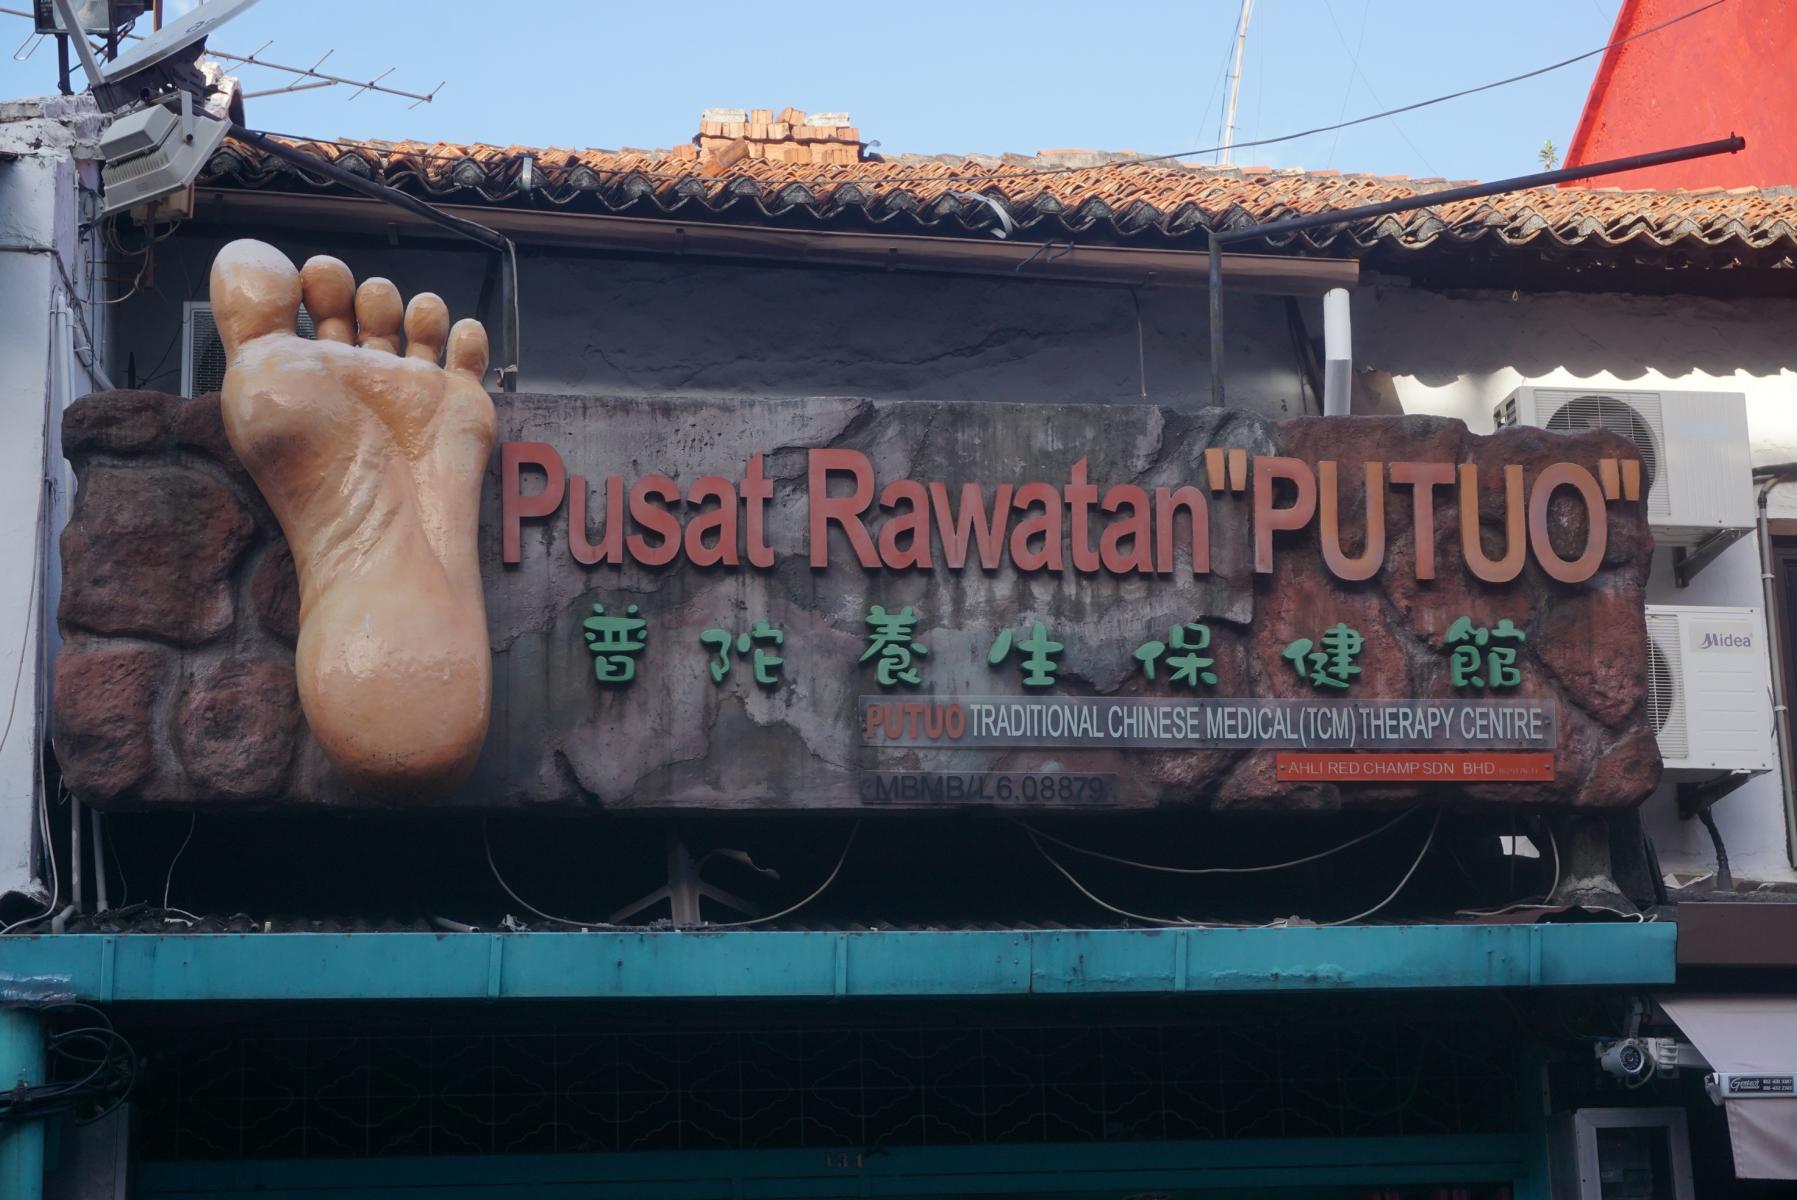 Pusat Rawatan "PUTUO"
普陀養生保健館
PUTUO TRADITIONAL CHINESE MEDICAL (TCM) THERAPY CENTRE
AHLI RED CHAMP SDN BHD
MBMB/L6.08879
Midea